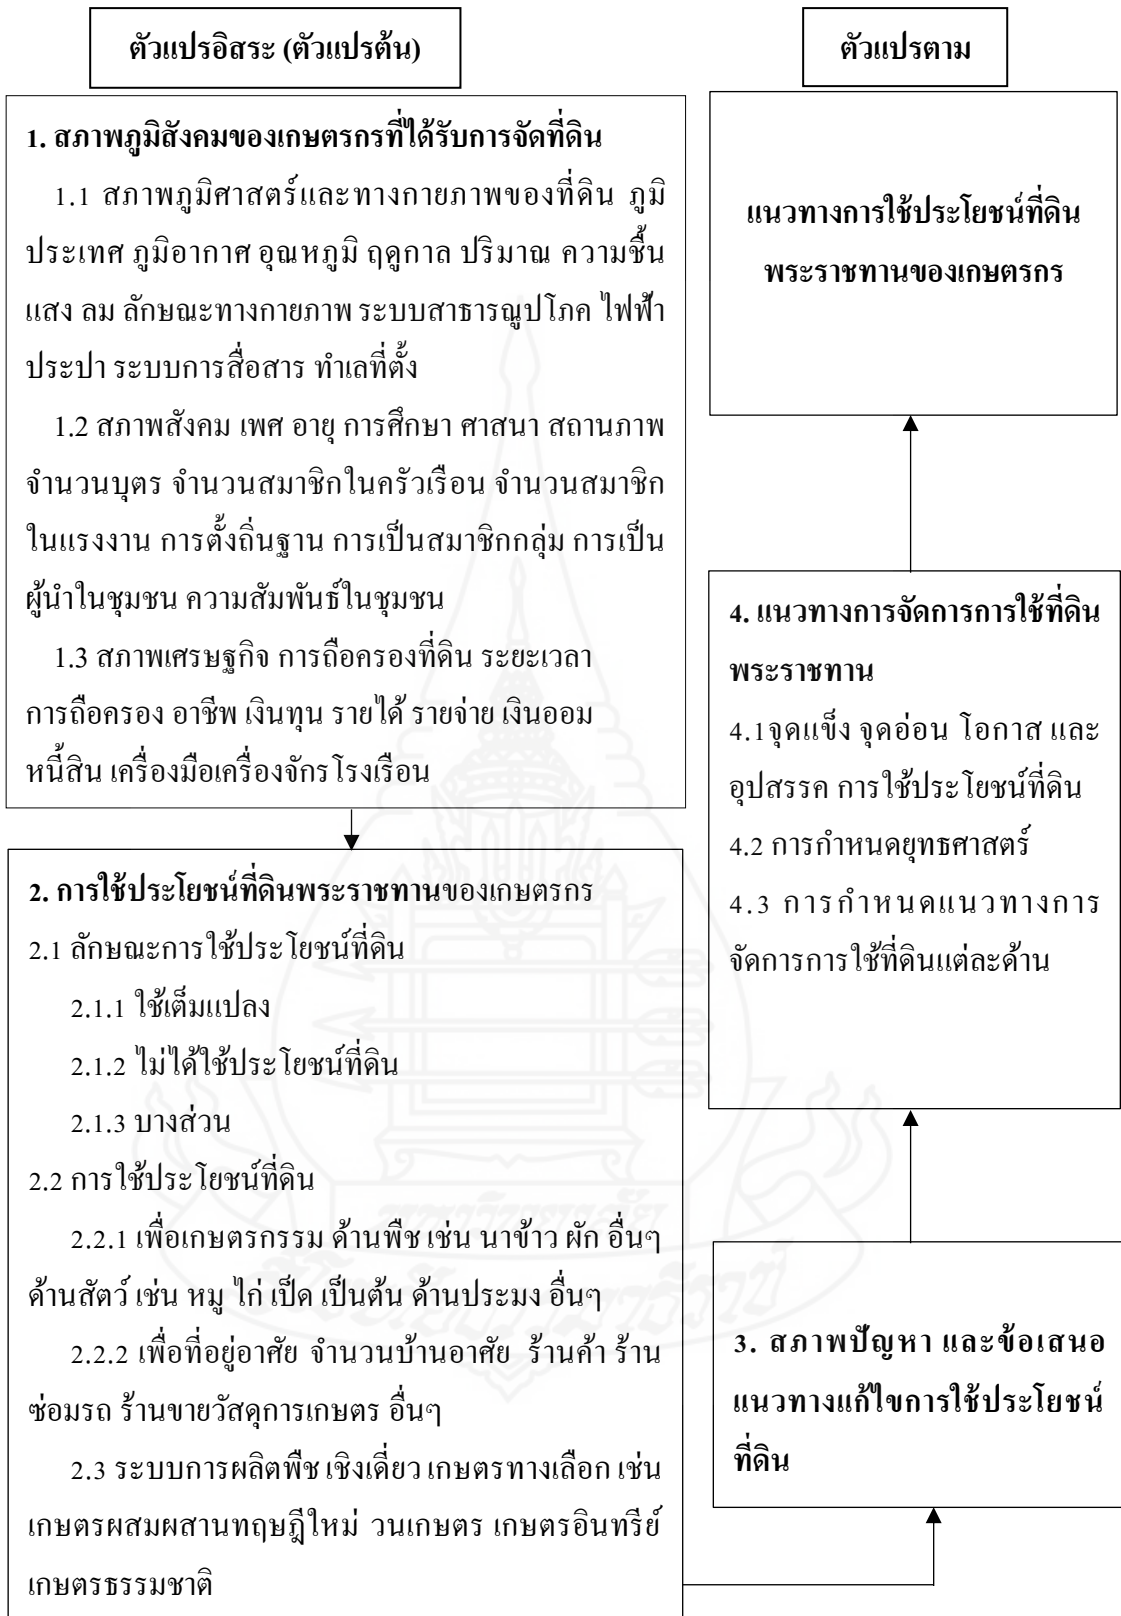 ตัวแปรอิสระ (ตัวแปรต้น)
1. สภาพภูมิสังคมของเกษตรกรที่ได้รับการจัดที่ดิน
1.1 สภาพภูมิศาสตร์และทางกายภาพของที่ดิน ภูมิ
ประเทศ ภูมิอากาศ อุณหภูมิ ฤดูกาล ปริมาณ ความชื้น
แสง ลม ลักษณะทางกายภาพ ระบบสาธารณูปโภค ไฟฟ้า
ประปา ระบบการสื่อสาร ทำเลที่ตั้ง
1.2 สภาพสังคม เพศ อายุ การศึกษา ศาสนา สถานภาพ
จำนวนบุตร จำนวนสมาชิกในครัวเรือน จำนวนสมาชิก
ในแรงงาน การตั้งถิ่นฐาน การเป็นสมาชิกกลุ่ม การเป็น
ผู้นำในชุมชน ความสัมพันธ์ในชุมชน
1.3 สภาพเศรษฐกิจ การถือครองที่ดิน ระยะเวลา
การถือครอง อาชีพ เงินทุน รายได้ รายจ่าย เงินออม
หนี้สิน เครื่องมือเครื่องจักรโรงเรือน
2. การใช้ประโยชน์ที่ดินพระราชทานของเกษตรกร
2.1 ลักษณะการใช้ประโยชน์ที่ดิน
2.1.1 ใช้เต็มแปลง
2.1.2 ไม่ได้ใช้ประโยชน์ที่ดิน
2.1.3 บางส่วน
2.2 การใช้ประโยชน์ที่ดิน
2.2.1 เพื่อเกษตรกรรม ด้านพืช เช่น นาข้าว ผัก อื่นๆ
ด้านสัตว์ เช่น หมู ไก่ เป็ด เป็นต้น ด้านประมง อื่นๆ
2.2.2 เพื่อที่อยู่อาศัย จำนวนบ้านอาศัย ร้านค้า ร้าน
ซ่อมรถ ร้านขายวัสดุการเกษตร อื่นๆ
2.3 ระบบการผลิตพืช เชิงเดี่ยว เกษตรทางเลือก เช่น
เกษตรผสมผสานทฤษฎีใหม่ วนเกษตร เกษตรอินทรีย์
เกษตรธรรมชาติ
ตัวแปรตาม
แนวทางการใช้ประโยชน์ที่ดิน
พระราชทานของเกษตรกร
4. แนวทางการจัดการการใช้ที่ดิน
พระราชทาน
4.1จุดแข็ง จุดอ่อน โอกาส และ
อุปสรรค การใช้ประโยชน์ที่ดิน
4.2 การกำหนดยุทธศาสตร์
4.3 การกำหนดแนวทางการ
จัดการการใช้ที่ดินแต่ละด้าน
3. สภาพปัญหา และข้อเสนอ
แนวทางแก้ไขการใช้ประโยชน์
ที่ดิน
มหาวิทยาลัย
สุโขทัยธรรมาธิราช